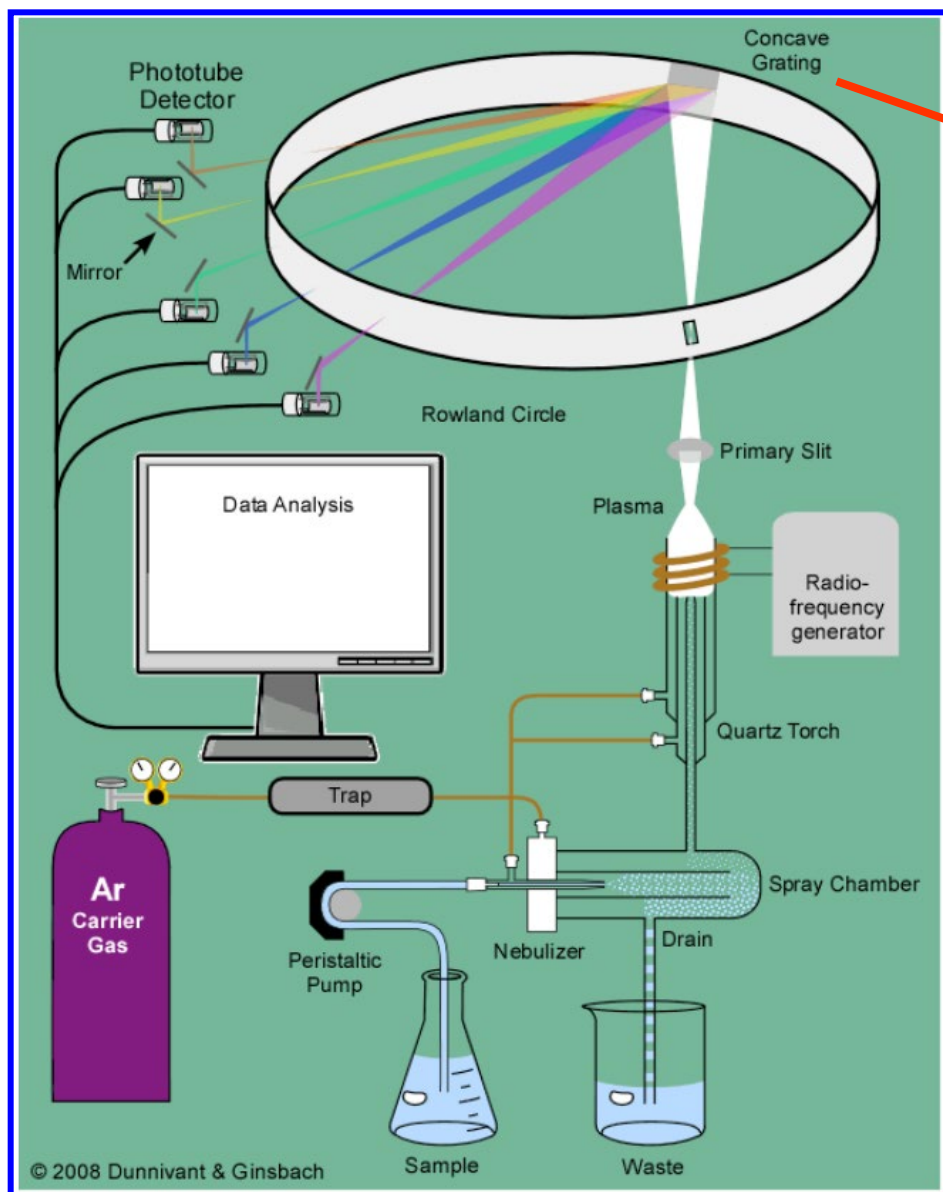 Concave
Grating
Phototube
Detector
Mirror
Rowland Circle
Primary Slit
Data Analysis
Plasma
Radio-
frequency
generator
Quartz Torch
Trap
Ar
Carrier
Gas
Spray Chamber
Drain
Nebulizer
Peristaltic
Pump
© 2008 Dunnivant & Ginsbach
Sample
Waste